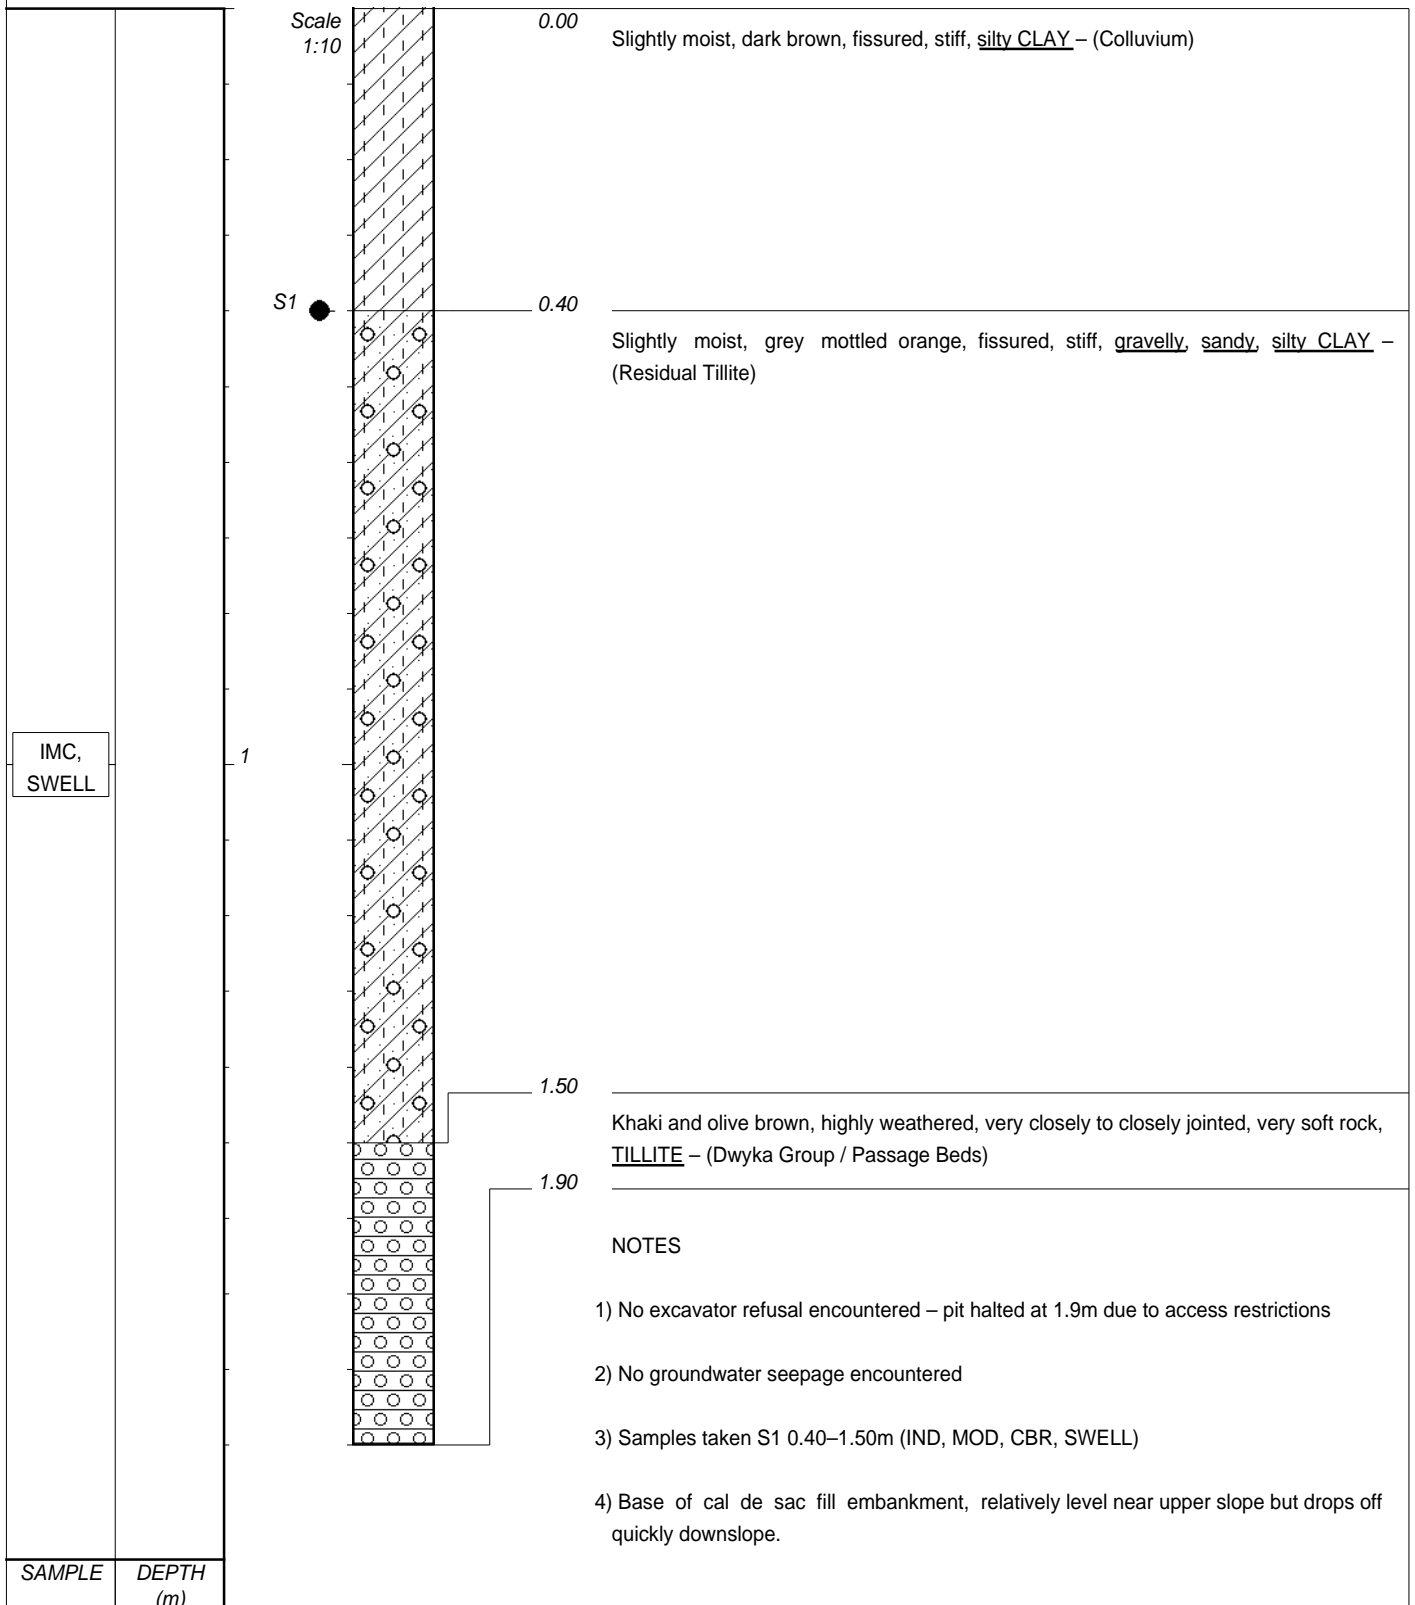 Scale
1:10
0.00
Slightly moist, dark brown, fissured, stiff, silty CLAY – (Colluvium)
S1
0.40
Slightly moist, grey mottled orange, fissured, stiff, gravelly, sandy, silty CLAY –
(Residual Tillite)
IMC,
SWELL
1
1.50
Khaki and olive brown, highly weathered, very closely to closely jointed, very soft rock,
TILLITE – (Dwyka Group / Passage Beds)
1.90
NOTES
1) No excavator refusal encountered – pit halted at 1.9m due to access restrictions
2) No groundwater seepage encountered
3) Samples taken S1 0.40–1.50m (IND, MOD, CBR, SWELL)
4) Base of cal de sac fill embankment, relatively level near upper slope but drops off
quickly downslope.
SAMPLE
DEPTH
(m)